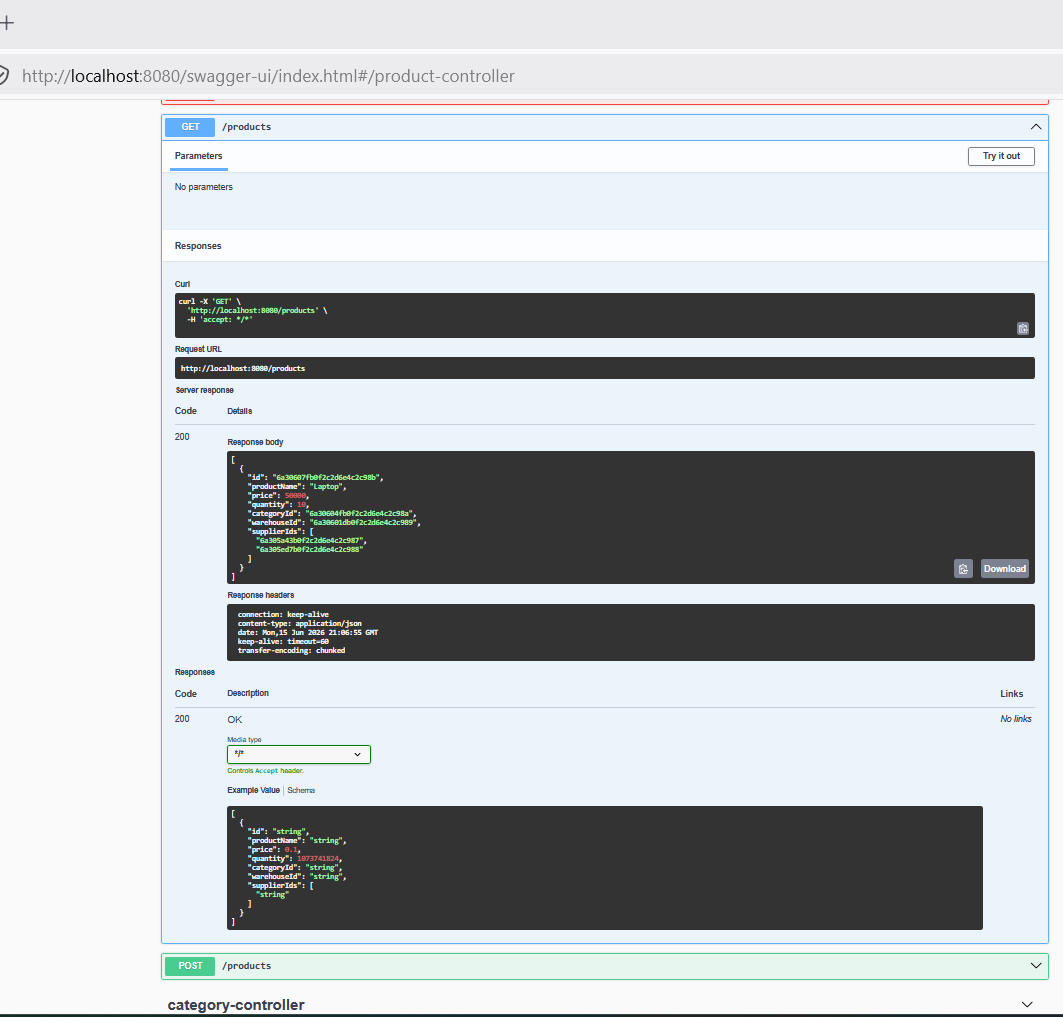 http://localhost:8080/swagger-ui/index.html#/product-controller
GET /products
Parameters
Try it out
No parameters
Responses
Curl
curl -X 'GET' \
'http://localhost:8080/products' \
-H 'accept: */*'
Request URL
http://localhost:8080/products
Server response
Code Details
200
Response body
[
{
"id": "6a30607fb0f2c2d6e4c2c98b",
"productName": "Laptop",
"price": 50000,
"quantity": 10,
"categoryId": "6a30604fb0f2c2d6e4c2c98a",
"warehouseId": "6a30601db0f2c2d6e4c2c989",
"supplierIds": [
"6a305a43b0f2c2d6e4c2c987",
"6a305ed7b0f2c2d6e4c2c988"
]
}
]
Download
Response headers
connection: keep-alive
content-type: application/json
date: Mon,15 Jun 2026 21:06:55 GMT
keep-alive: timeout=60
transfer-encoding: chunked
Responses
Code Description Links
200 OK No links
Media type
*/*
Controls Accept header.
Example Value Schema
[
{
"id": "string",
"productName": "string",
"price": 0.1,
"quantity": 1073741824,
"categoryId": "string",
"warehouseId": "string",
"supplierIds": [
"string"
]
}
]
POST /products
category-controller